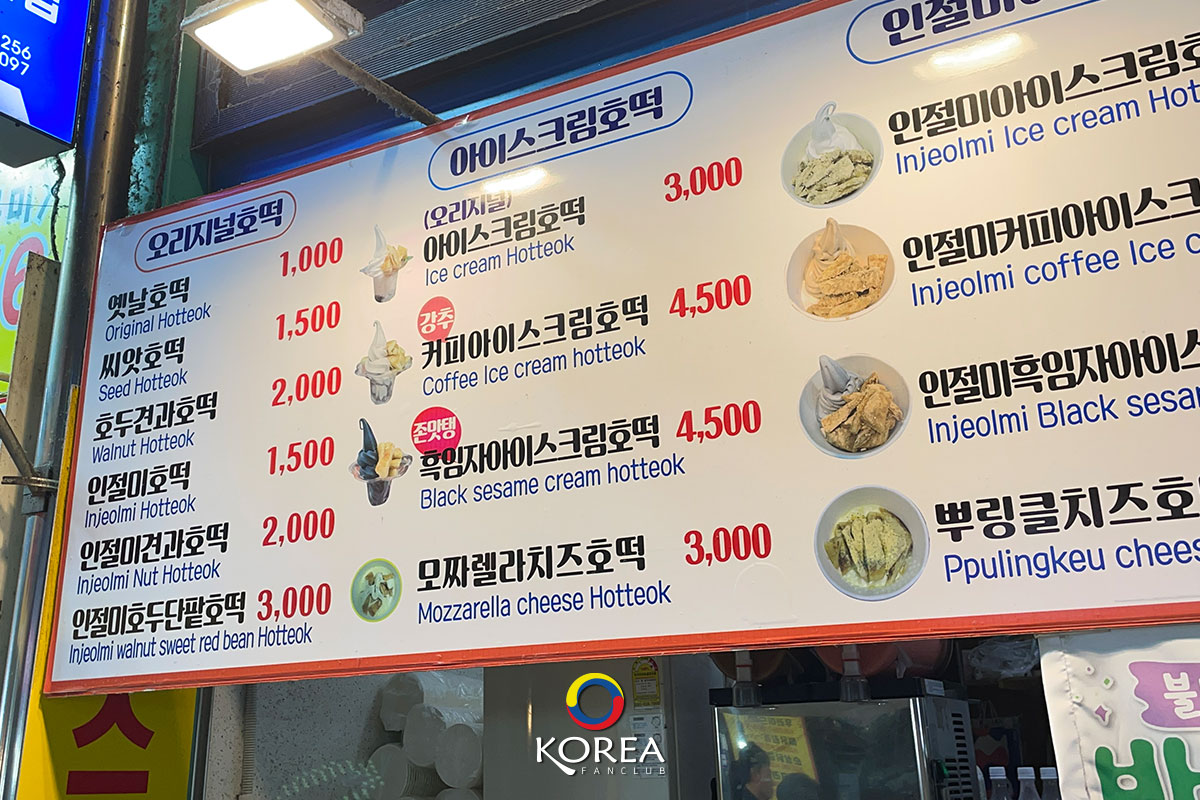 256
097
오리지널호떡
옛날호떡 1,000
Original Hotteok
씨앗호떡 1,500
Seed Hotteok
호두견과호떡 2,000
Walnut Hotteok
인절미호떡 1,500
Injeolmi Hotteok
인절미견과호떡 2,000
Injeolmi Nut Hotteok
인절미호두단팥호떡 3,000
Injeolmi walnut sweet red bean Hotteok
아이스크림호떡
(오리지널)
아이스크림호떡 3,000
Ice cream Hotteok
강추
커피아이스크림호떡 4,500
Coffee Ice cream hotteok
존맛탱
흑임자아이스크림호떡 4,500
Black sesame cream hotteok
모짜렐라치즈호떡 3,000
Mozzarella cheese Hotteok
인절미
인절미아이스크림호
Injeolmi Ice cream Hot
인절미커피아이스크
Injeolmi coffee Ice c
인절미흑임자아이스
Injeolmi Black sesa
뿌링클치즈호
Ppulingkeu chees
스
불
KOREA
FANCLUB